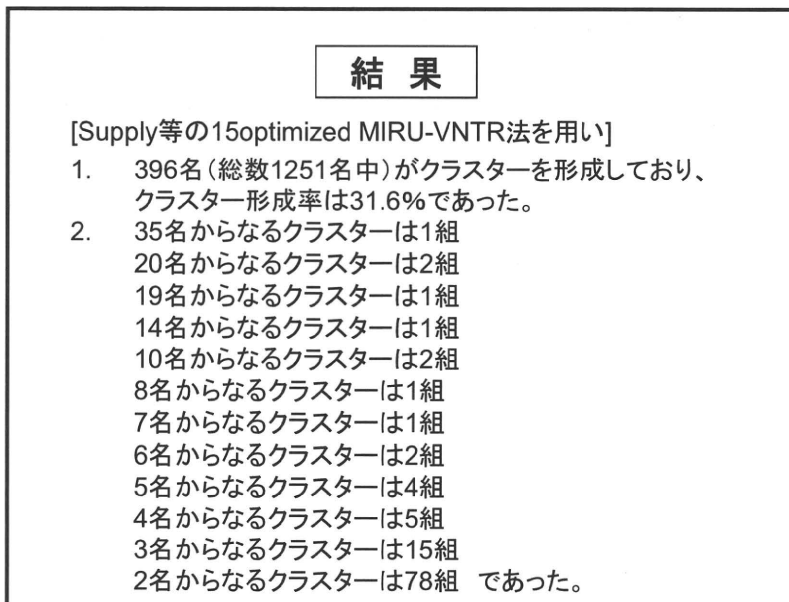 結 果
[Supply等の15optimized MIRU-VNTR法を用い]
1. 396名(総数1251名中)がクラスターを形成しており、
クラスター形成率は31.6%であった。
2. 35名からなるクラスターは1組
20名からなるクラスターは2組
19名からなるクラスターは1組
14名からなるクラスターは1組
10名からなるクラスターは2組
8名からなるクラスターは1組
7名からなるクラスターは1組
6名からなるクラスターは2組
5名からなるクラスターは4組
4名からなるクラスターは5組
3名からなるクラスターは15組
2名からなるクラスターは78組 であった。